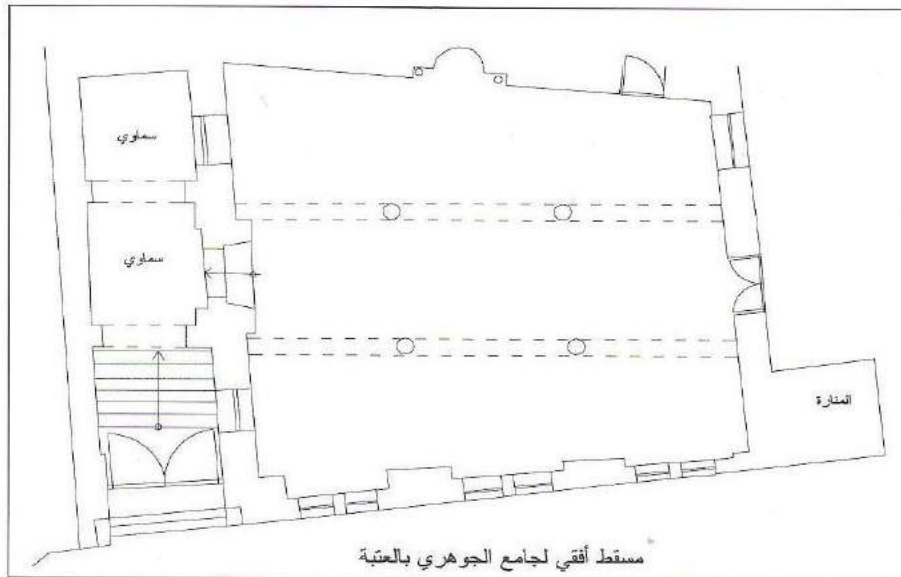 سماوي
سماوي
المنارة
مسقط أفقي لجامع الجوهري بالعتبة